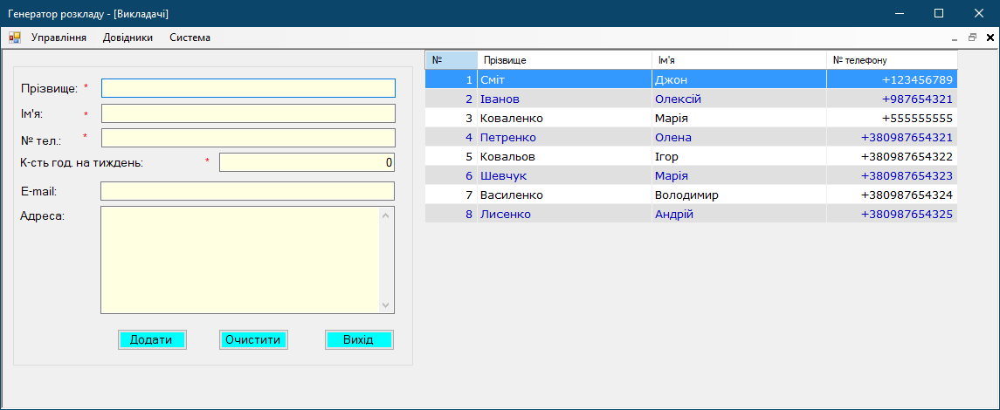 Генератор розкладу - [Викладачі]
Управління Довідники Система
Прізвище: *
Ім'я: *
№ тел.: *
К-сть год. на тиждень: * 0
E-mail:
Адреса:
Додати Очистити Вихід
№ Прізвище Ім'я № телефону
1 Сміт Джон +123456789
2 Іванов Олексій +987654321
3 Коваленко Марія +555555555
4 Петренко Олена +380987654321
5 Ковальов Ігор +380987654322
6 Шевчук Марія +380987654323
7 Василенко Володимир +380987654324
8 Лисенко Андрій +380987654325